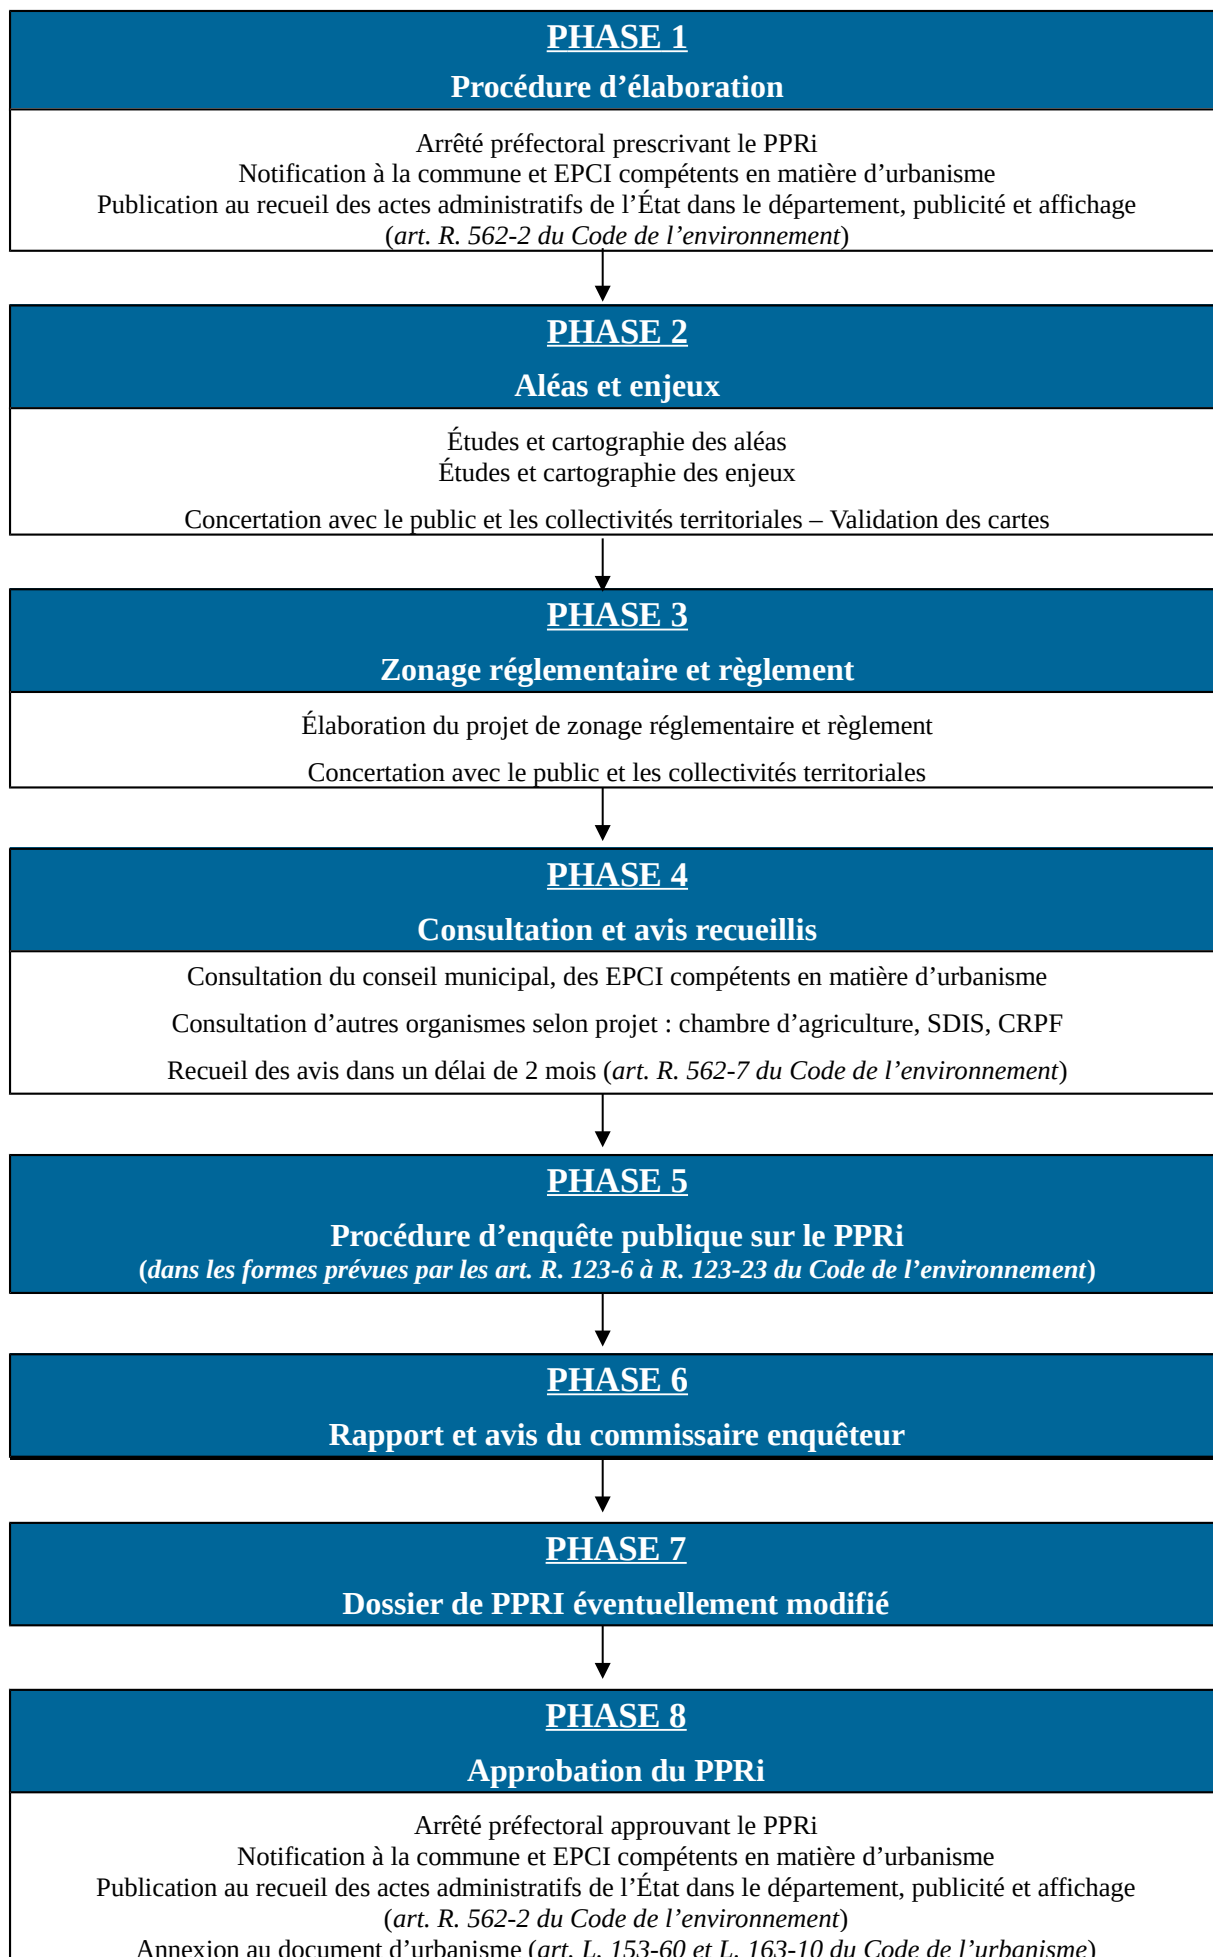 PHASE 1
Procédure d’élaboration
Arrêté préfectoral prescrivant le PPRi
Notification à la commune et EPCI compétents en matière d’urbanisme
Publication au recueil des actes administratifs de l’État dans le département, publicité et affichage
(art. R. 562-2 du Code de l’environnement)
PHASE 2
Aléas et enjeux
Études et cartographie des aléas
Études et cartographie des enjeux
Concertation avec le public et les collectivités territoriales – Validation des cartes
PHASE 3
Zonage réglementaire et règlement
Élaboration du projet de zonage réglementaire et règlement
Concertation avec le public et les collectivités territoriales
PHASE 4
Consultation et avis recueillis
Consultation du conseil municipal, des EPCI compétents en matière d’urbanisme
Consultation d’autres organismes selon projet : chambre d’agriculture, SDIS, CRPF
Recueil des avis dans un délai de 2 mois (art. R. 562-7 du Code de l’environnement)
PHASE 5
Procédure d’enquête publique sur le PPRi
(dans les formes prévues par les art. R. 123-6 à R. 123-23 du Code de l’environnement)
PHASE 6
Rapport et avis du commissaire enquêteur
PHASE 7
Dossier de PPRI éventuellement modifié
PHASE 8
Approbation du PPRi
Arrêté préfectoral approuvant le PPRi
Notification à la commune et EPCI compétents en matière d’urbanisme
Publication au recueil des actes administratifs de l’État dans le département, publicité et affichage
(art. R. 562-2 du Code de l’environnement)
Annexion au document d’urbanisme (art. L. 153-60 et L. 163-10 du Code de l’urbanisme)